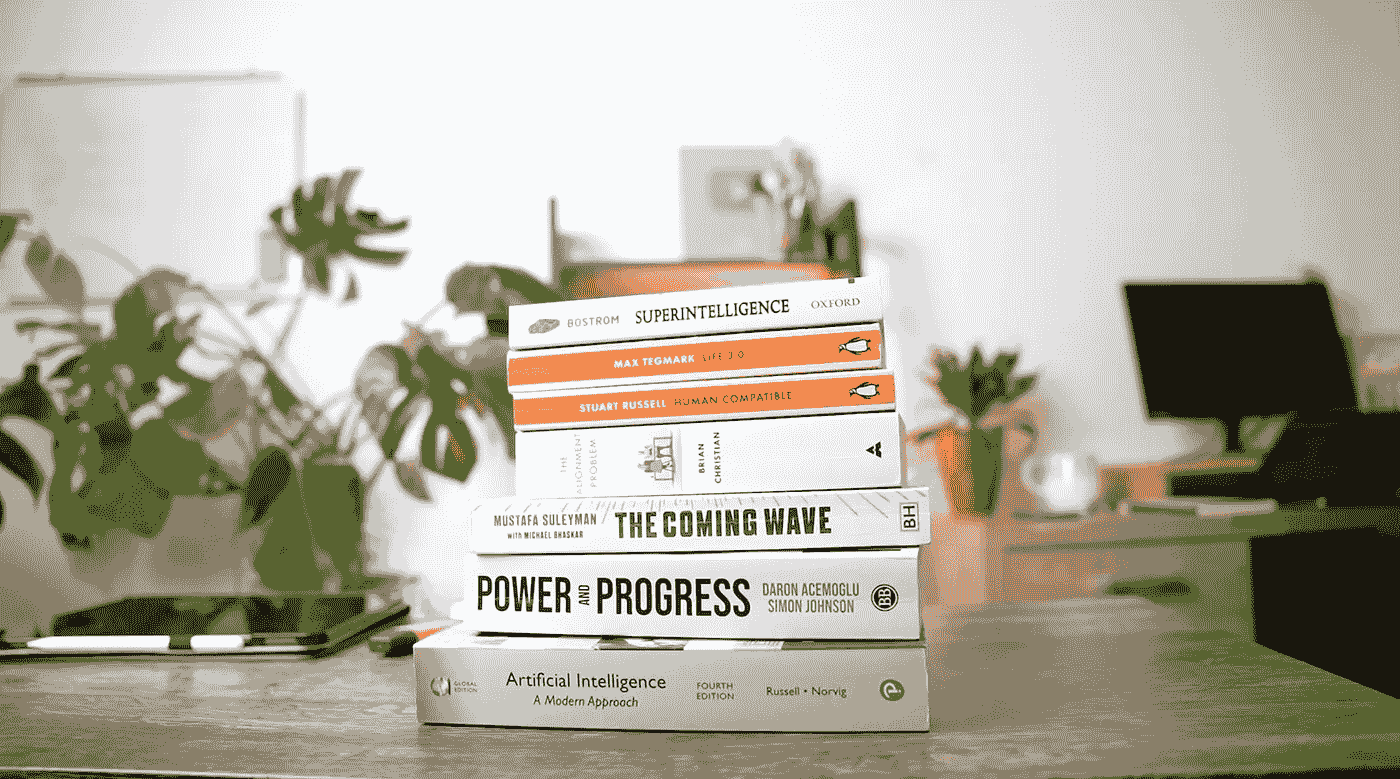 BOSTROM SUPERINTELLIGENCE OXFORD
MAX TEGMARK LIFE 3.0
STUART RUSSELL HUMAN COMPATIBLE
THE
ALIGNMENT
PROBLEM
BRIAN
CHRISTIAN
MUSTAFA SULEYMAN
with MICHAEL BHASKAR
THE COMING WAVE
BH
POWER AND PROGRESS
DARON ACEMOGLU
SIMON JOHNSON
BB
GLOBAL
EDITION
Artificial Intelligence
A Modern Approach
FOURTH
EDITION
Russell • Norvig
P